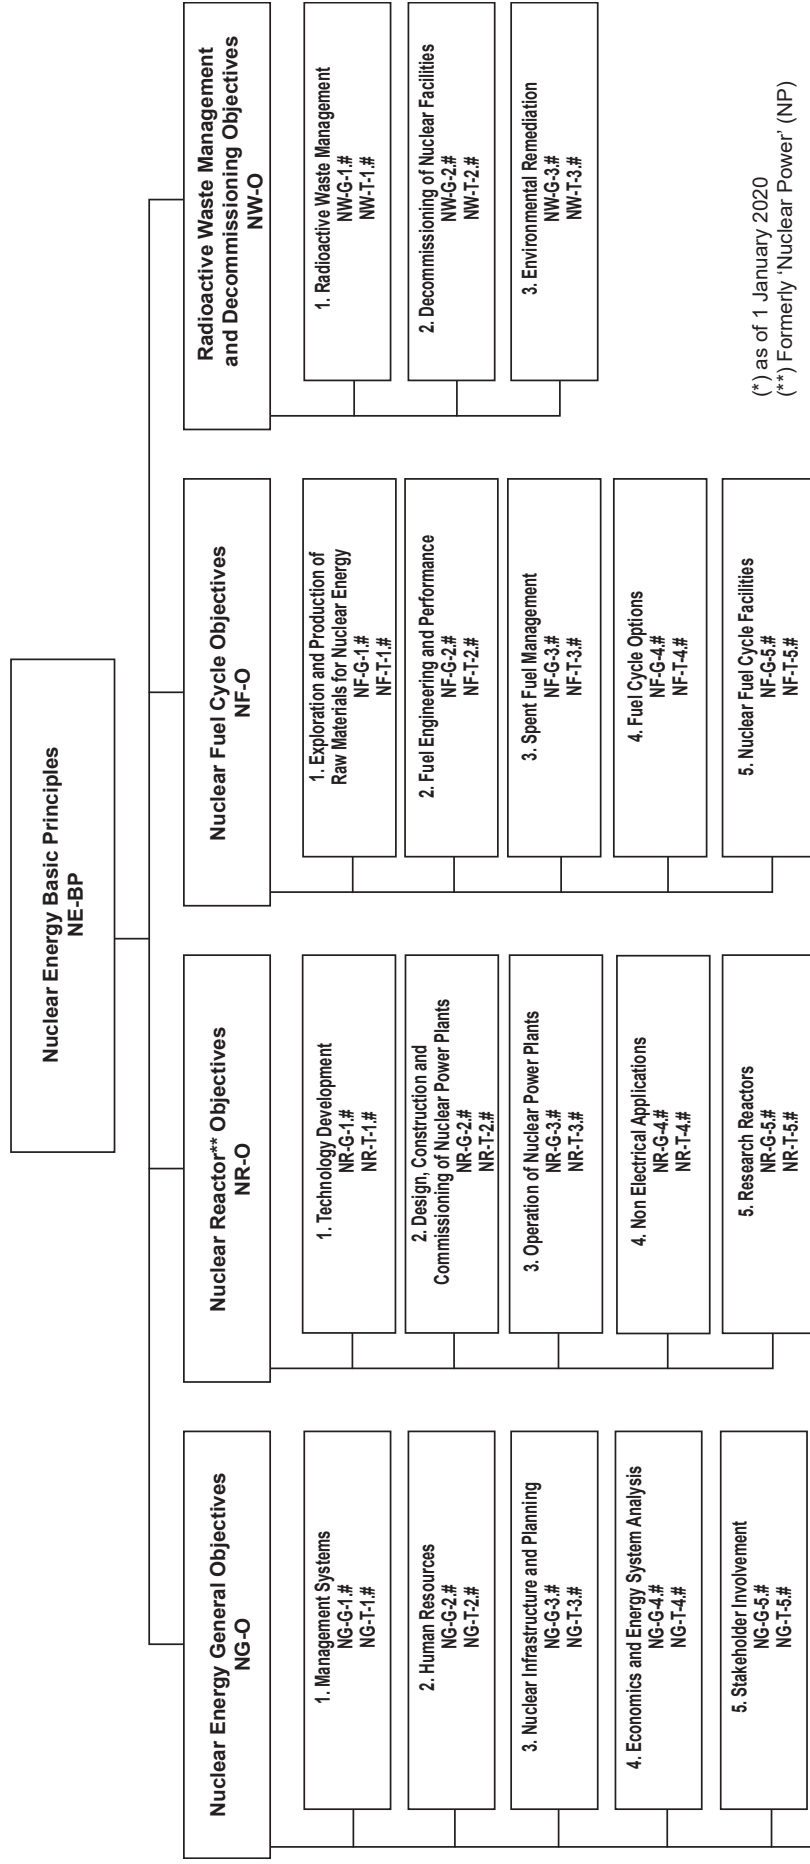 Nuclear Energy Basic Principles
NE-BP
Nuclear Energy General Objectives
NG-O
1. Management Systems
NG-G-1.#
NG-T-1.#
2. Human Resources
NG-G-2.#
NG-T-2.#
3. Nuclear Infrastructure and Planning
NG-G-3.#
NG-T-3.#
4. Economics and Energy System Analysis
NG-G-4.#
NG-T-4.#
5. Stakeholder Involvement
NG-G-5.#
NG-T-5.#
Nuclear Reactor** Objectives
NR-O
1. Technology Development
NR-G-1.#
NR-T-1.#
2. Design, Construction and
Commissioning of Nuclear Power Plants
NR-G-2.#
NR-T-2.#
3. Operation of Nuclear Power Plants
NR-G-3.#
NR-T-3.#
4. Non Electrical Applications
NR-G-4.#
NR-T-4.#
5. Research Reactors
NR-G-5.#
NR-T-5.#
Nuclear Fuel Cycle Objectives
NF-O
1. Exploration and Production of
Raw Materials for Nuclear Energy
NF-G-1.#
NF-T-1.#
2. Fuel Engineering and Performance
NF-G-2.#
NF-T-2.#
3. Spent Fuel Management
NF-G-3.#
NF-T-3.#
4. Fuel Cycle Options
NF-G-4.#
NF-T-4.#
5. Nuclear Fuel Cycle Facilities
NF-G-5.#
NF-T-5.#
Radioactive Waste Management
and Decommissioning Objectives
NW-O
1. Radioactive Waste Management
NW-G-1.#
NW-T-1.#
2. Decommissioning of Nuclear Facilities
NW-G-2.#
NW-T-2.#
3. Environmental Remediation
NW-G-3.#
NW-T-3.#
(*) as of 1 January 2020
(**) Formerly ‘Nuclear Power’ (NP)